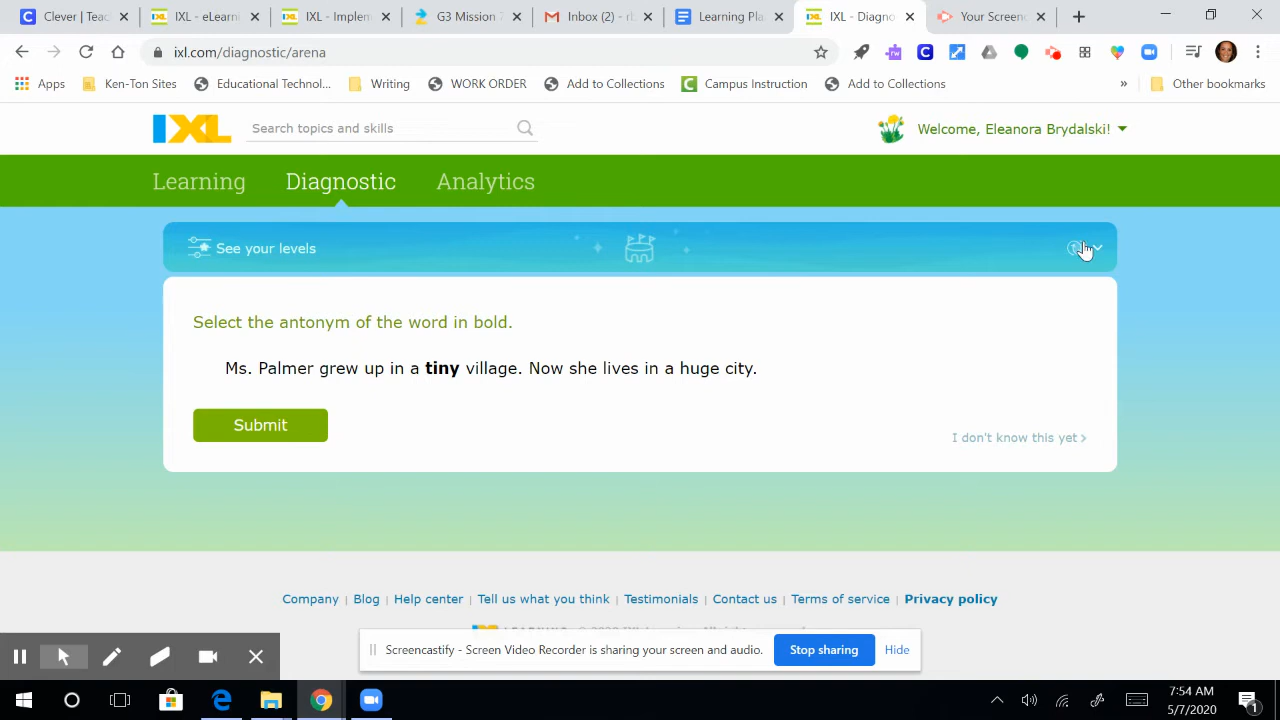 Clever | Teac
IXL - eLearni
IXL - Implem
G3 Mission 7
Inbox (2) - rb
Learning Pla
IXL - Diagno
Your Screenc
ixl.com/diagnostic/arena
Apps
Ken-Ton Sites
Educational Technol...
Writing
WORK ORDER
Add to Collections
Campus Instruction
Add to Collections
»
Other bookmarks
IXL
Search topics and skills
Welcome, Eleanora Brydalski!
Learning
Diagnostic
Analytics
See your levels
Select the antonym of the word in bold.
Ms. Palmer grew up in a tiny village. Now she lives in a huge city.
Submit
I don't know this yet >
Company | Blog | Help center | Tell us what you think | Testimonials | Contact us | Terms of service | Privacy policy
Screencastify - Screen Video Recorder is sharing your screen and audio.
Stop sharing
Hide
7:54 AM
5/7/2020
1